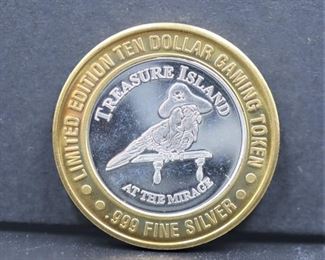 LIMITED EDITION TEN DOLLAR GAMING TOKEN
.999 FINE SILVER
TREASURE ISLAND
AT THE MIRAGE